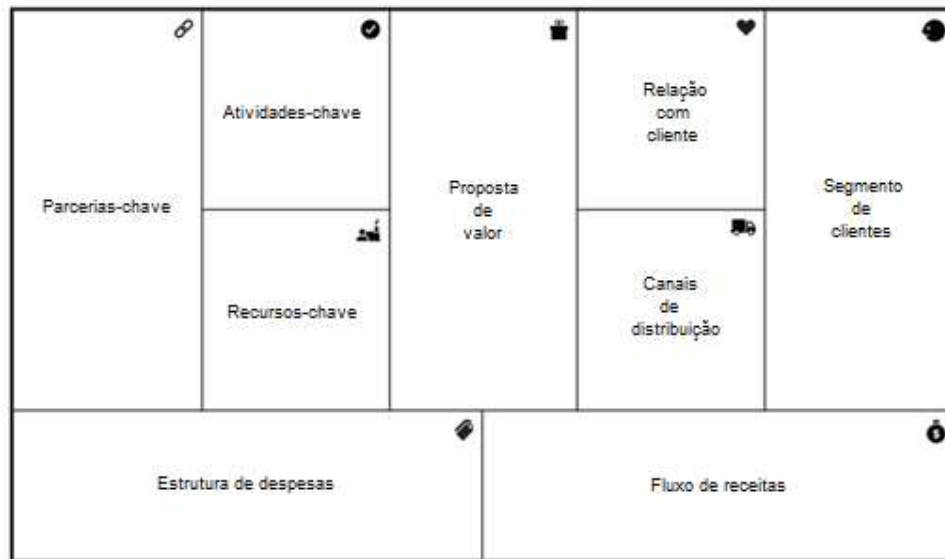 Parcerias-chave
Atividades-chave
Recursos-chave
Proposta
de
valor
Relação
com
cliente
Canais
de
distribuição
Segmento
de
clientes
Estrutura de despesas
Fluxo de receitas